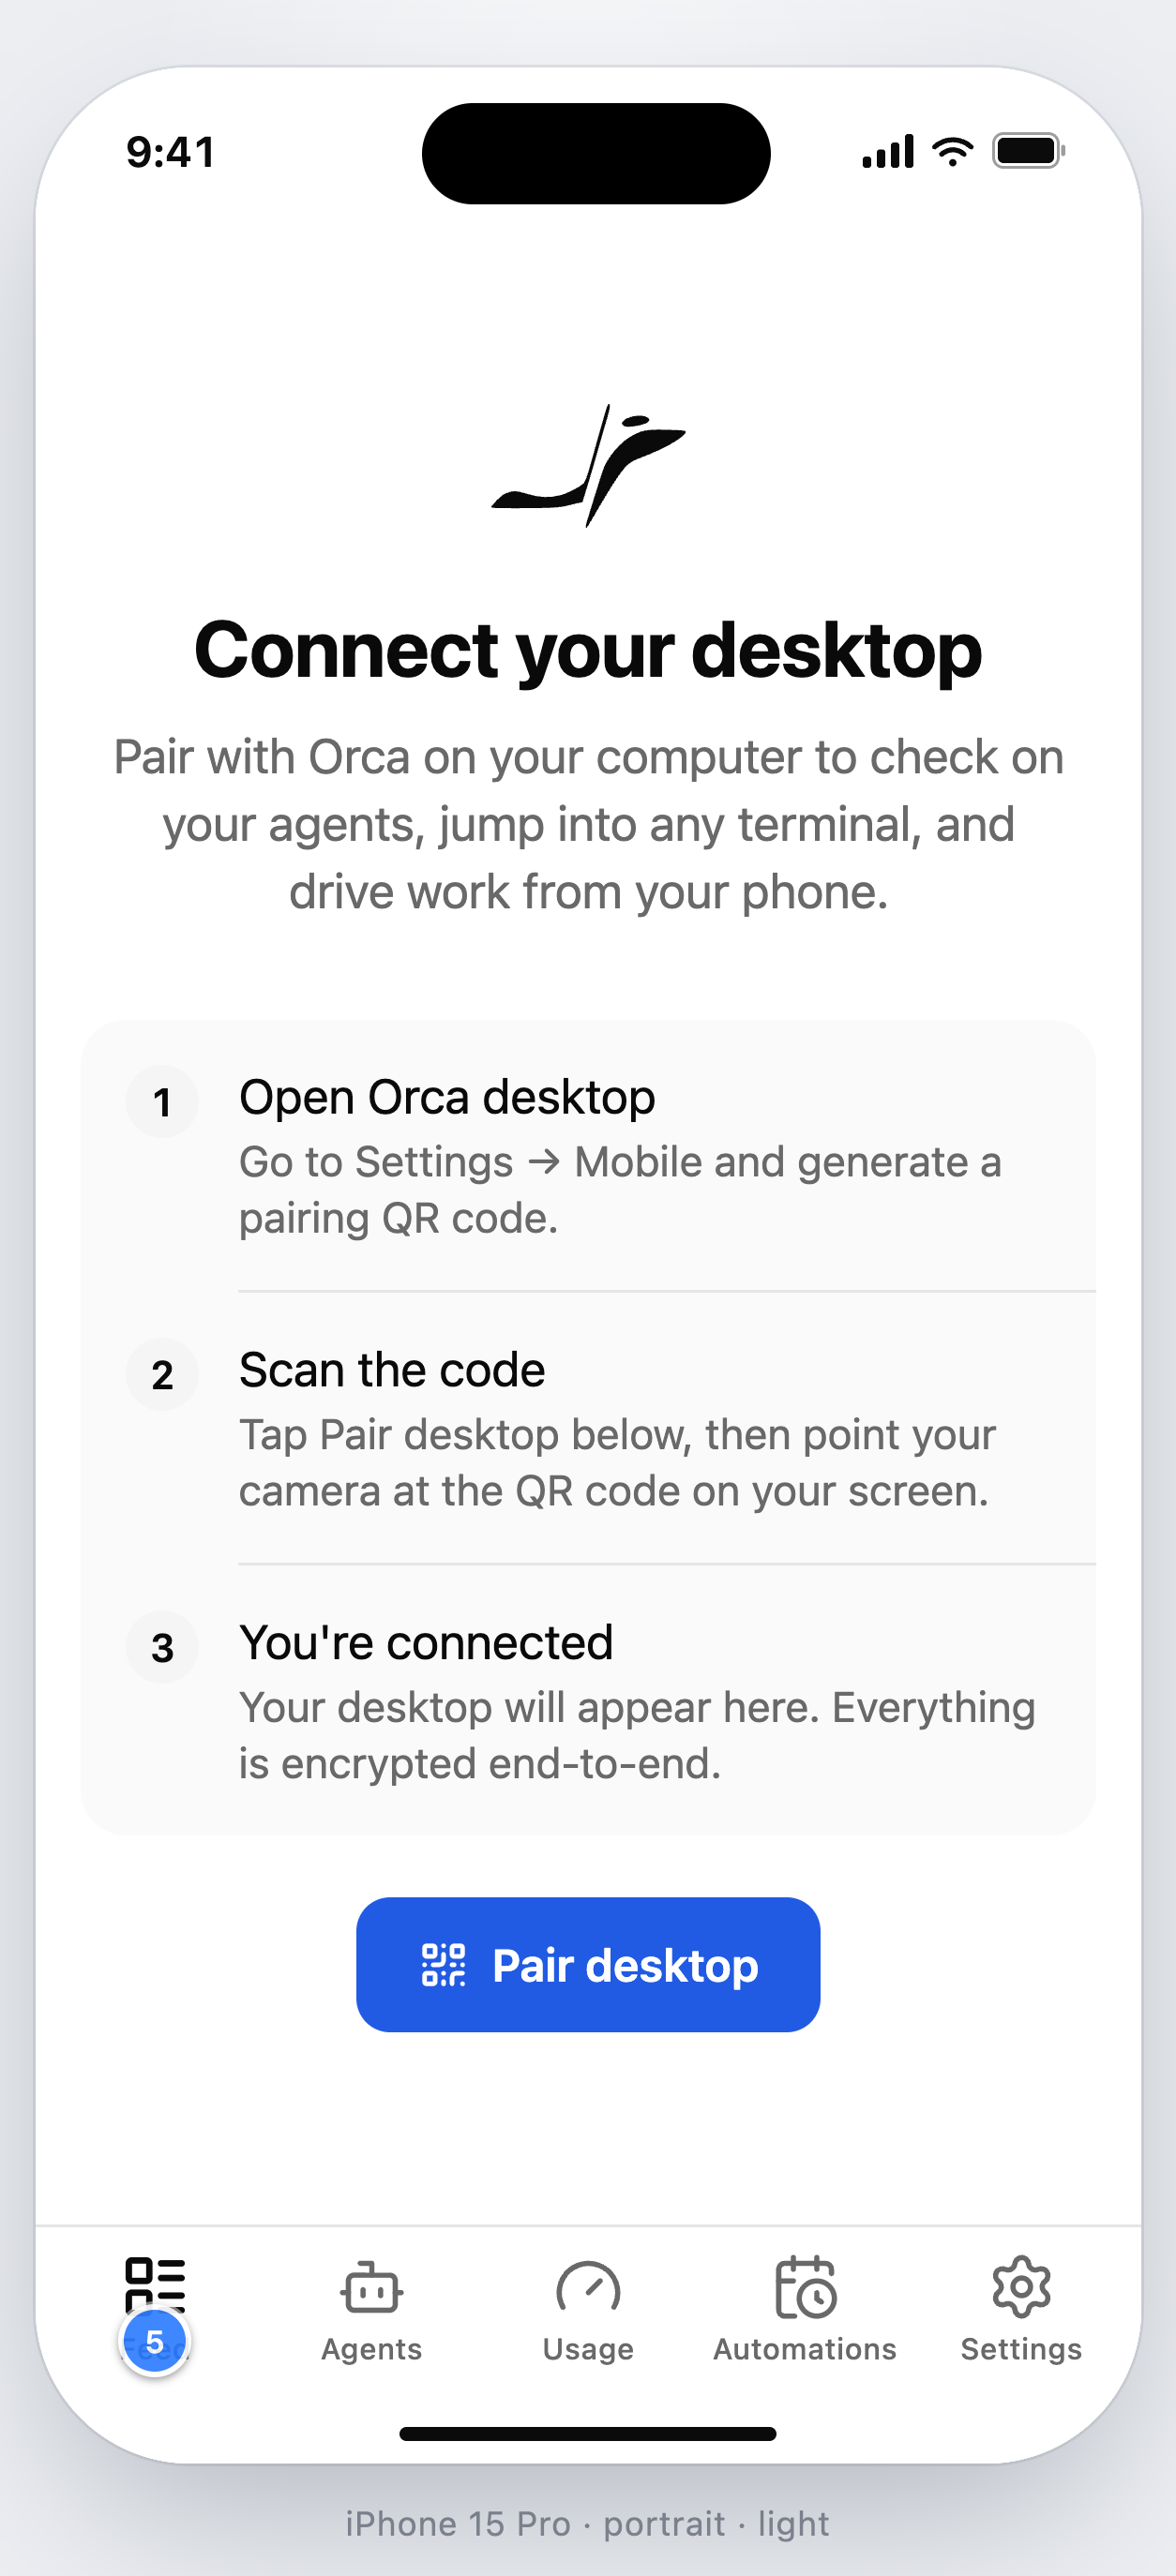 9:41
Connect your desktop
Pair with Orca on your computer to check on
your agents, jump into any terminal, and
drive work from your phone.
1
Open Orca desktop
Go to Settings → Mobile and generate a
pairing QR code.
2
Scan the code
Tap Pair desktop below, then point your
camera at the QR code on your screen.
3
You're connected
Your desktop will appear here. Everything
is encrypted end-to-end.
Pair desktop
5
Feed
Agents
Usage
Automations
Settings
iPhone 15 Pro · portrait · light